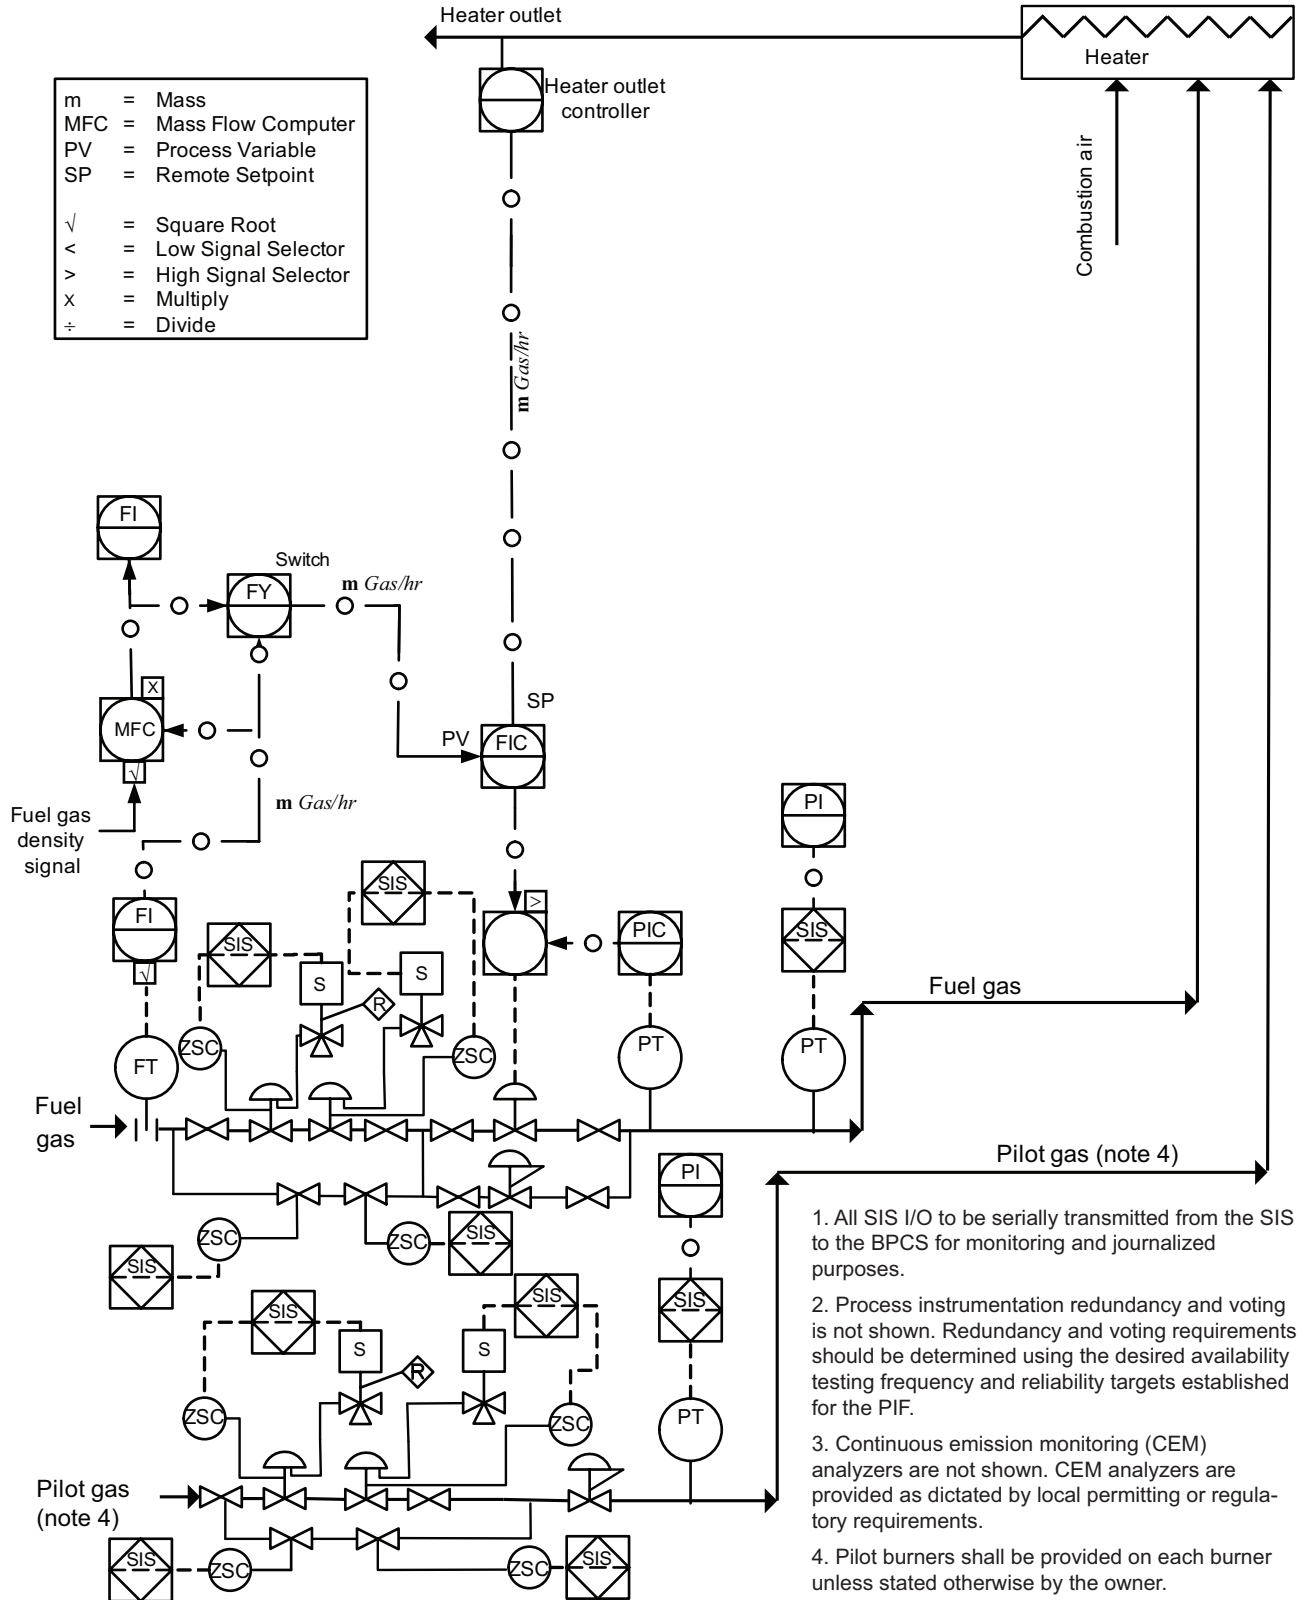 Heater outlet
Heater
Heater outlet
controller
Combustion air
m = Mass
MFC = Mass Flow Computer
PV = Process Variable
SP = Remote Setpoint
√ = Square Root
< = Low Signal Selector
> = High Signal Selector
x = Multiply
÷ = Divide
m Gas/hr
FI
Switch
FY
m Gas/hr
X
MFC
√
SP
PV
FIC
Fuel gas
density
signal
m Gas/hr
PI
SIS
FI
√
SIS
>
PIC
SIS
S
S
R
Fuel gas
ZSC
ZSC
FT
PT
PT
Fuel
gas
Pilot gas (note 4)
PI
ZSC
ZSC
SIS
SIS
SIS
SIS
SIS
S
S
R
ZSC
ZSC
PT
Pilot gas
(note 4)
SIS
ZSC
ZSC
SIS
1. All SIS I/O to be serially transmitted from the SIS
to the BPCS for monitoring and journalized
purposes.
2. Process instrumentation redundancy and voting
is not shown. Redundancy and voting requirements
should be determined using the desired availability
testing frequency and reliability targets established
for the PIF.
3. Continuous emission monitoring (CEM)
analyzers are not shown. CEM analyzers are
provided as dictated by local permitting or regula-
tory requirements.
4. Pilot burners shall be provided on each burner
unless stated otherwise by the owner.